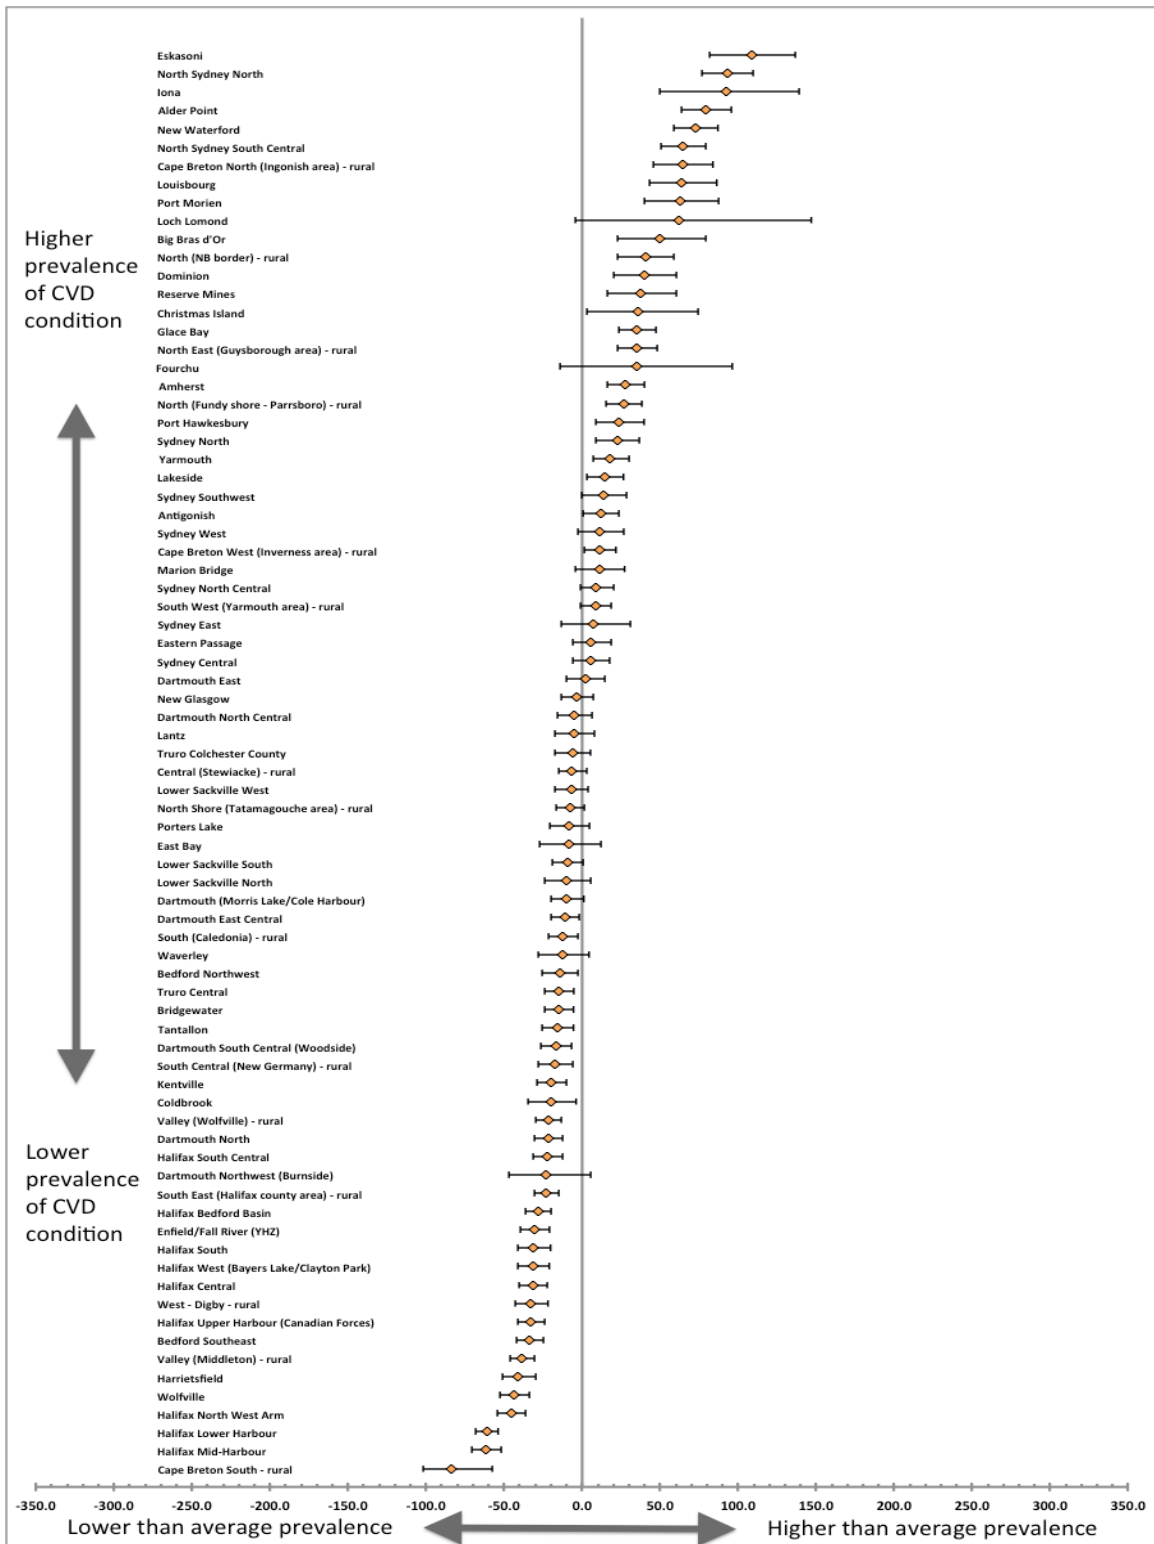 Eskasoni
North Sydney North
Iona
Alder Point
New Waterford
North Sydney South Central
Cape Breton North (Ingonish area) - rural
Louisbourg
Port Morien
Loch Lomond
Big Bras d'Or
North (NB border) - rural
Dominion
Reserve Mines
Christmas Island
Glace Bay
North East (Guysborough area) - rural
Fourchu
Amherst
North (Fundy shore - Parrsboro) - rural
Port Hawkesbury
Sydney North
Yarmouth
Lakeside
Sydney Southwest
Antigonish
Sydney West
Cape Breton West (Inverness area) - rural
Marion Bridge
Sydney North Central
South West (Yarmouth area) - rural
Sydney East
Eastern Passage
Sydney Central
Dartmouth East
New Glasgow
Dartmouth North Central
Lantz
Truro Colchester County
Central (Stewiacke) - rural
Lower Sackville West
North Shore (Tatamagouche area) - rural
Porters Lake
East Bay
Lower Sackville South
Lower Sackville North
Dartmouth (Morris Lake/Cole Harbour)
Dartmouth East Central
South (Caledonia) - rural
Waverley
Bedford Northwest
Truro Central
Bridgewater
Tantallon
Dartmouth South Central (Woodside)
South Central (New Germany) - rural
Kentville
Coldbrook
Valley (Wolfville) - rural
Dartmouth North
Halifax South Central
Dartmouth Northwest (Burnside)
South East (Halifax county area) - rural
Halifax Bedford Basin
Enfield/Fall River (YHZ)
Halifax South
Halifax West (Bayers Lake/Clayton Park)
Halifax Central
West - Digby - rural
Halifax Upper Harbour (Canadian Forces)
Bedford Southeast
Valley (Middleton) - rural
Harrietsfield
Wolfville
Halifax North West Arm
Halifax Lower Harbour
Halifax Mid-Harbour
Cape Breton South - rural
Higher
prevalence
of CVD
condition
Lower
prevalence
of CVD
condition
-350.0 -300.0 -250.0 -200.0 -150.0 -100.0 -50.0 0.0 50.0 100.0 150.0 200.0 250.0 300.0 350.0
Lower than average prevalence
Higher than average prevalence